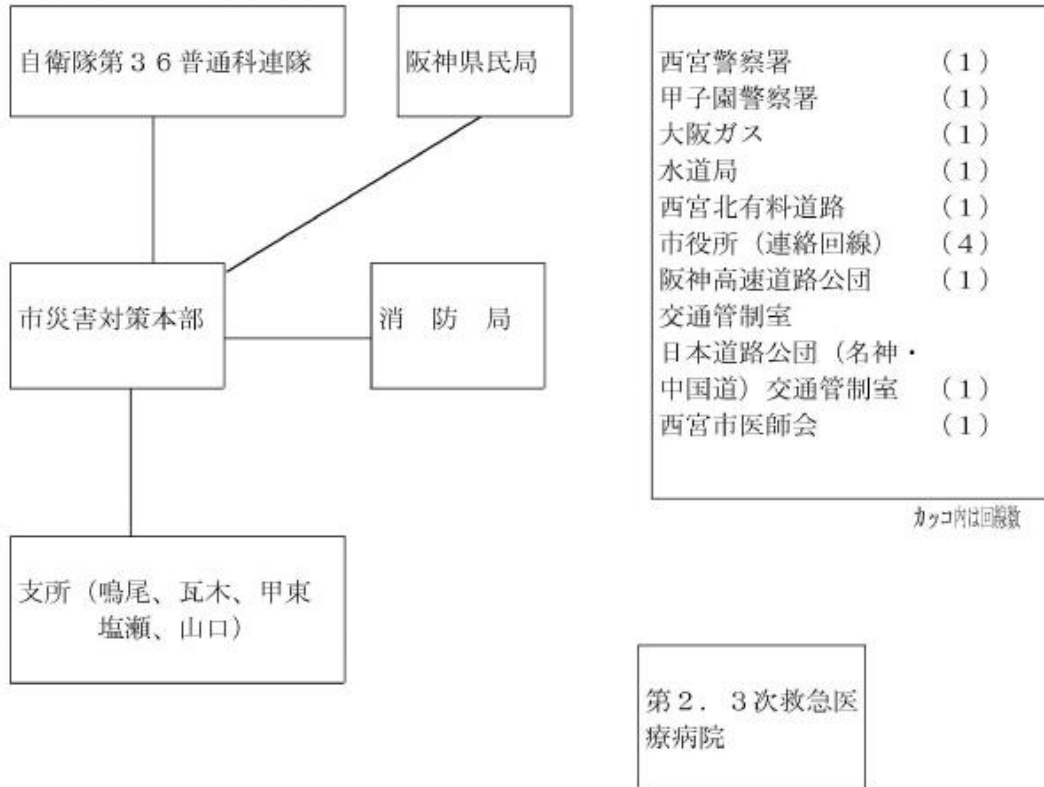 自衛隊第３６普通科連隊
阪神県民局
市災害対策本部
消　防　局
支所（鳴尾、瓦木、甲東
塩瀬、山口）
西宮警察署　（１）
甲子園警察署　（１）
大阪ガス　（１）
水道局　（１）
西宮北有料道路　（１）
市役所（連絡回線）　（４）
阪神高速道路公団　（１）
交通管制室
日本道路公団（名神・
中国道）交通管制室　（１）
西宮市医師会　（１）
カッコ内は回線数
第２．３次救急医
療病院